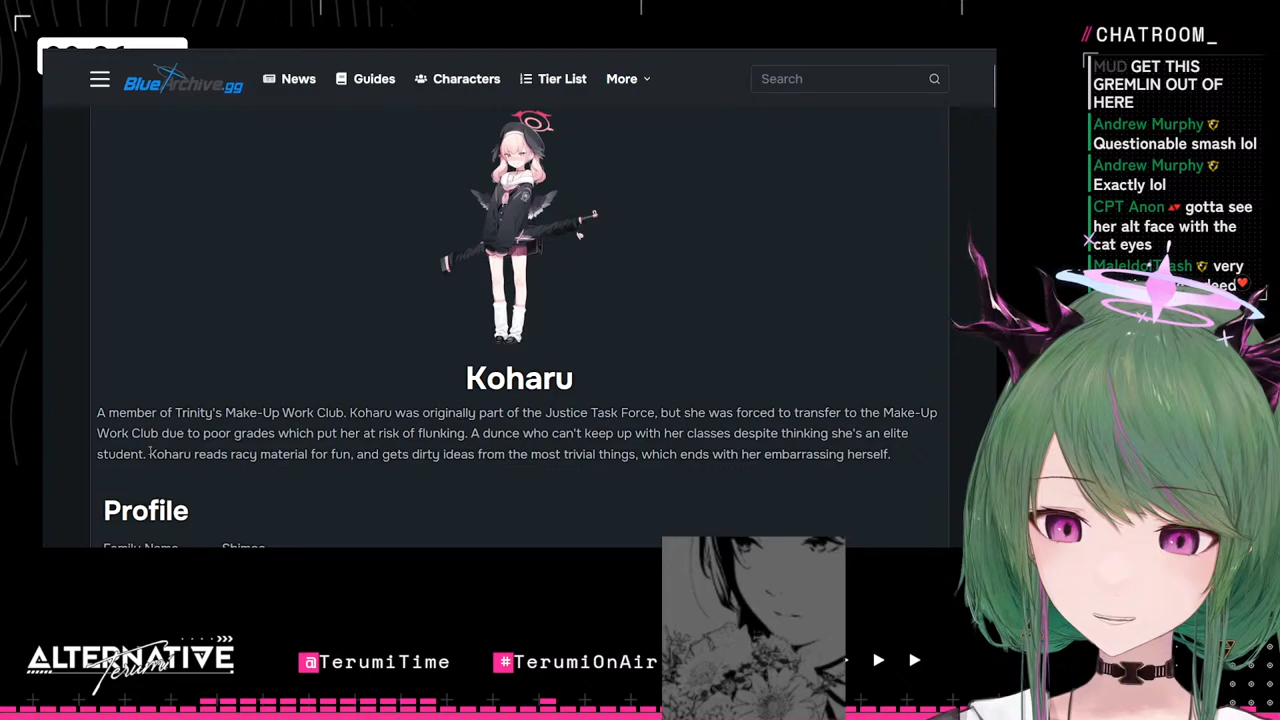 BlueArchive.gg
News
Guides
Characters
Tier List
More
Search
Koharu
A member of Trinity's Make-Up Work Club. Koharu was originally part of the Justice Task Force, but she was forced to transfer to the Make-Up
Work Club due to poor grades which put her at risk of flunking. A dunce who can't keep up with her classes despite thinking she's an elite
student. Koharu reads racy material for fun, and gets dirty ideas from the most trivial things, which ends with her embarrassing herself.
Profile
Family Name Shimoe
//CHATROOM_
MUD GET THIS
GREMLIN OUT OF
HERE
Andrew Murphy
Questionable smash lol
Andrew Murphy
Exactly lol
CPT Anon gotta see
her alt face with the
cat eyes
very
ALTERNATIVE
Terumi
@TerumiTime
#TerumiOnAir